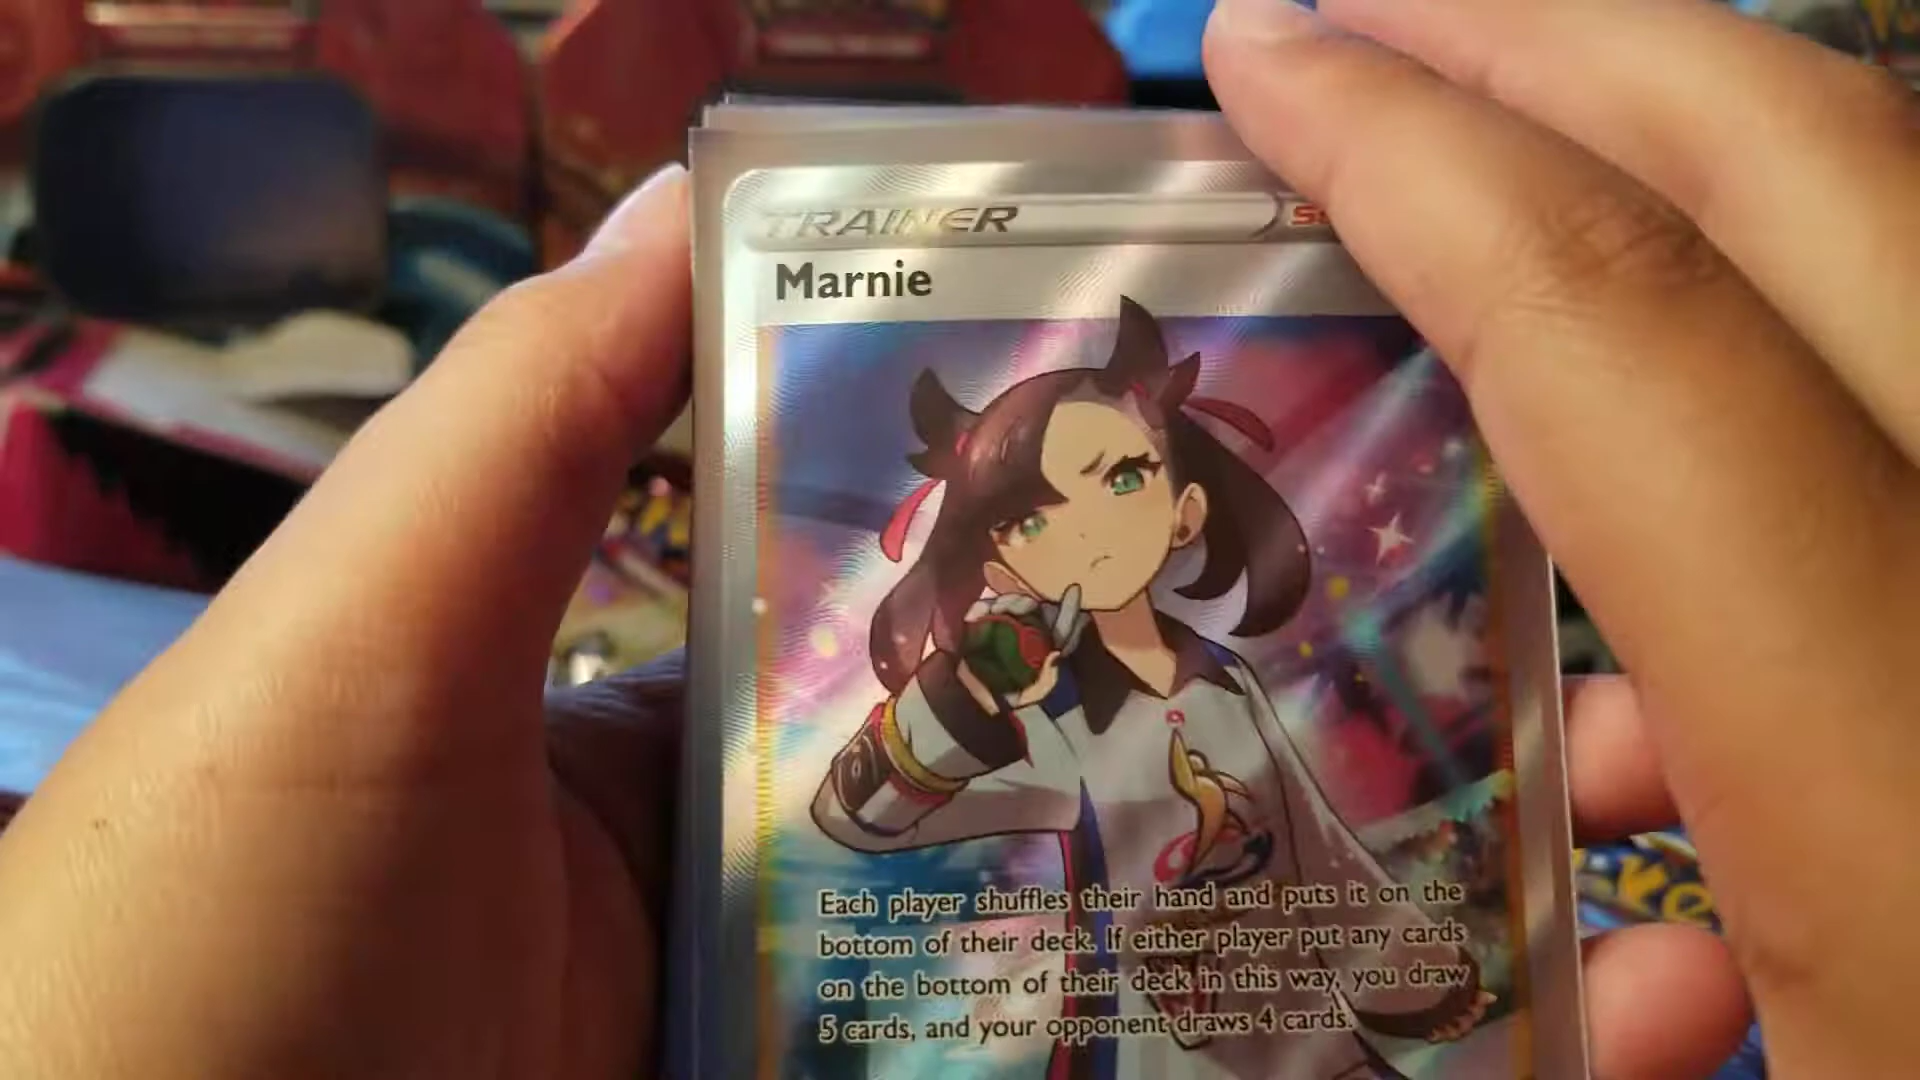 TRAINER
Marnie
Each player shuffles their hand and puts it on the
bottom of their deck. If either player put any cards
on the bottom of their deck in this way, you draw
5 cards, and your opponent draws 4 cards.